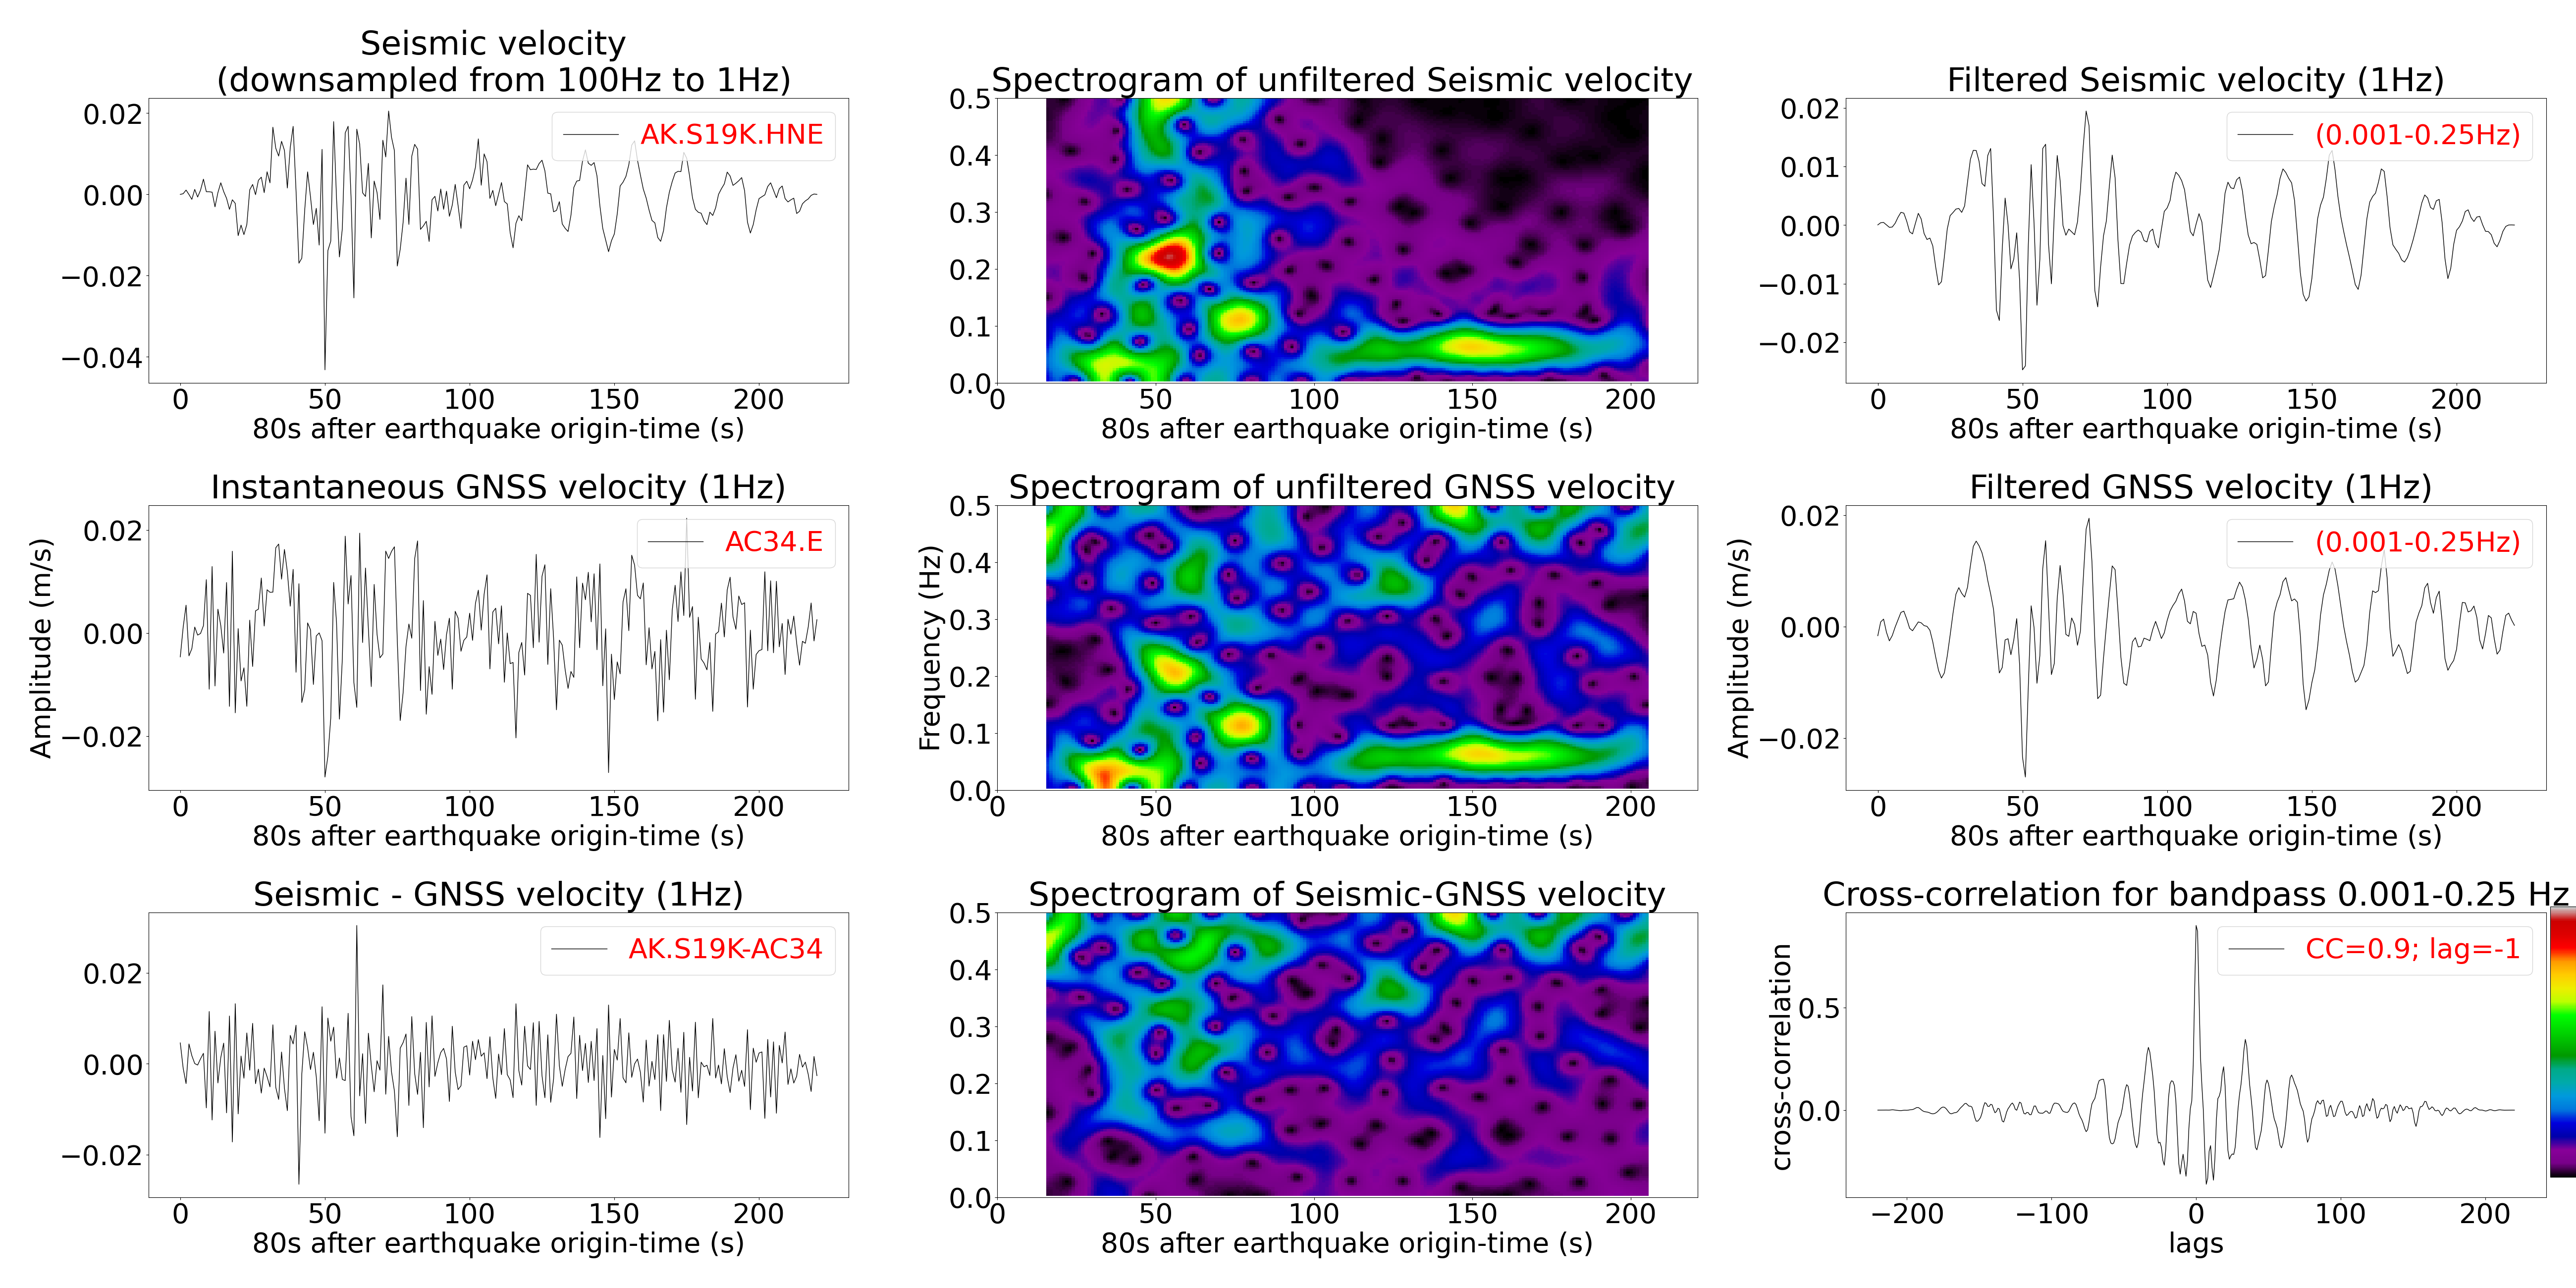 Seismic velocity
(downsampled from 100Hz to 1Hz)
0.02
0.00
−0.02
−0.04
AK.S19K.HNE
0 50 100 150 200
80s after earthquake origin-time (s)
Spectrogram of unfiltered Seismic velocity
0.5
0.4
0.3
0.2
0.1
0.0
0 50 100 150 200
80s after earthquake origin-time (s)
Filtered Seismic velocity (1Hz)
0.02
0.01
0.00
−0.01
−0.02
(0.001-0.25Hz)
0 50 100 150 200
80s after earthquake origin-time (s)
Instantaneous GNSS velocity (1Hz)
Amplitude (m/s)
0.02
0.00
−0.02
AC34.E
0 50 100 150 200
80s after earthquake origin-time (s)
Spectrogram of unfiltered GNSS velocity
Frequency (Hz)
0.5
0.4
0.3
0.2
0.1
0.0
0 50 100 150 200
80s after earthquake origin-time (s)
Filtered GNSS velocity (1Hz)
Amplitude (m/s)
0.02
0.00
−0.02
(0.001-0.25Hz)
0 50 100 150 200
80s after earthquake origin-time (s)
Seismic - GNSS velocity (1Hz)
0.02
0.00
−0.02
AK.S19K-AC34
0 50 100 150 200
80s after earthquake origin-time (s)
Spectrogram of Seismic-GNSS velocity
0.5
0.4
0.3
0.2
0.1
0.0
0 50 100 150 200
80s after earthquake origin-time (s)
Cross-correlation for bandpass 0.001-0.25 Hz
cross-correlation
0.5
0.0
CC=0.9; lag=-1
−200 −100 0 100 200
lags